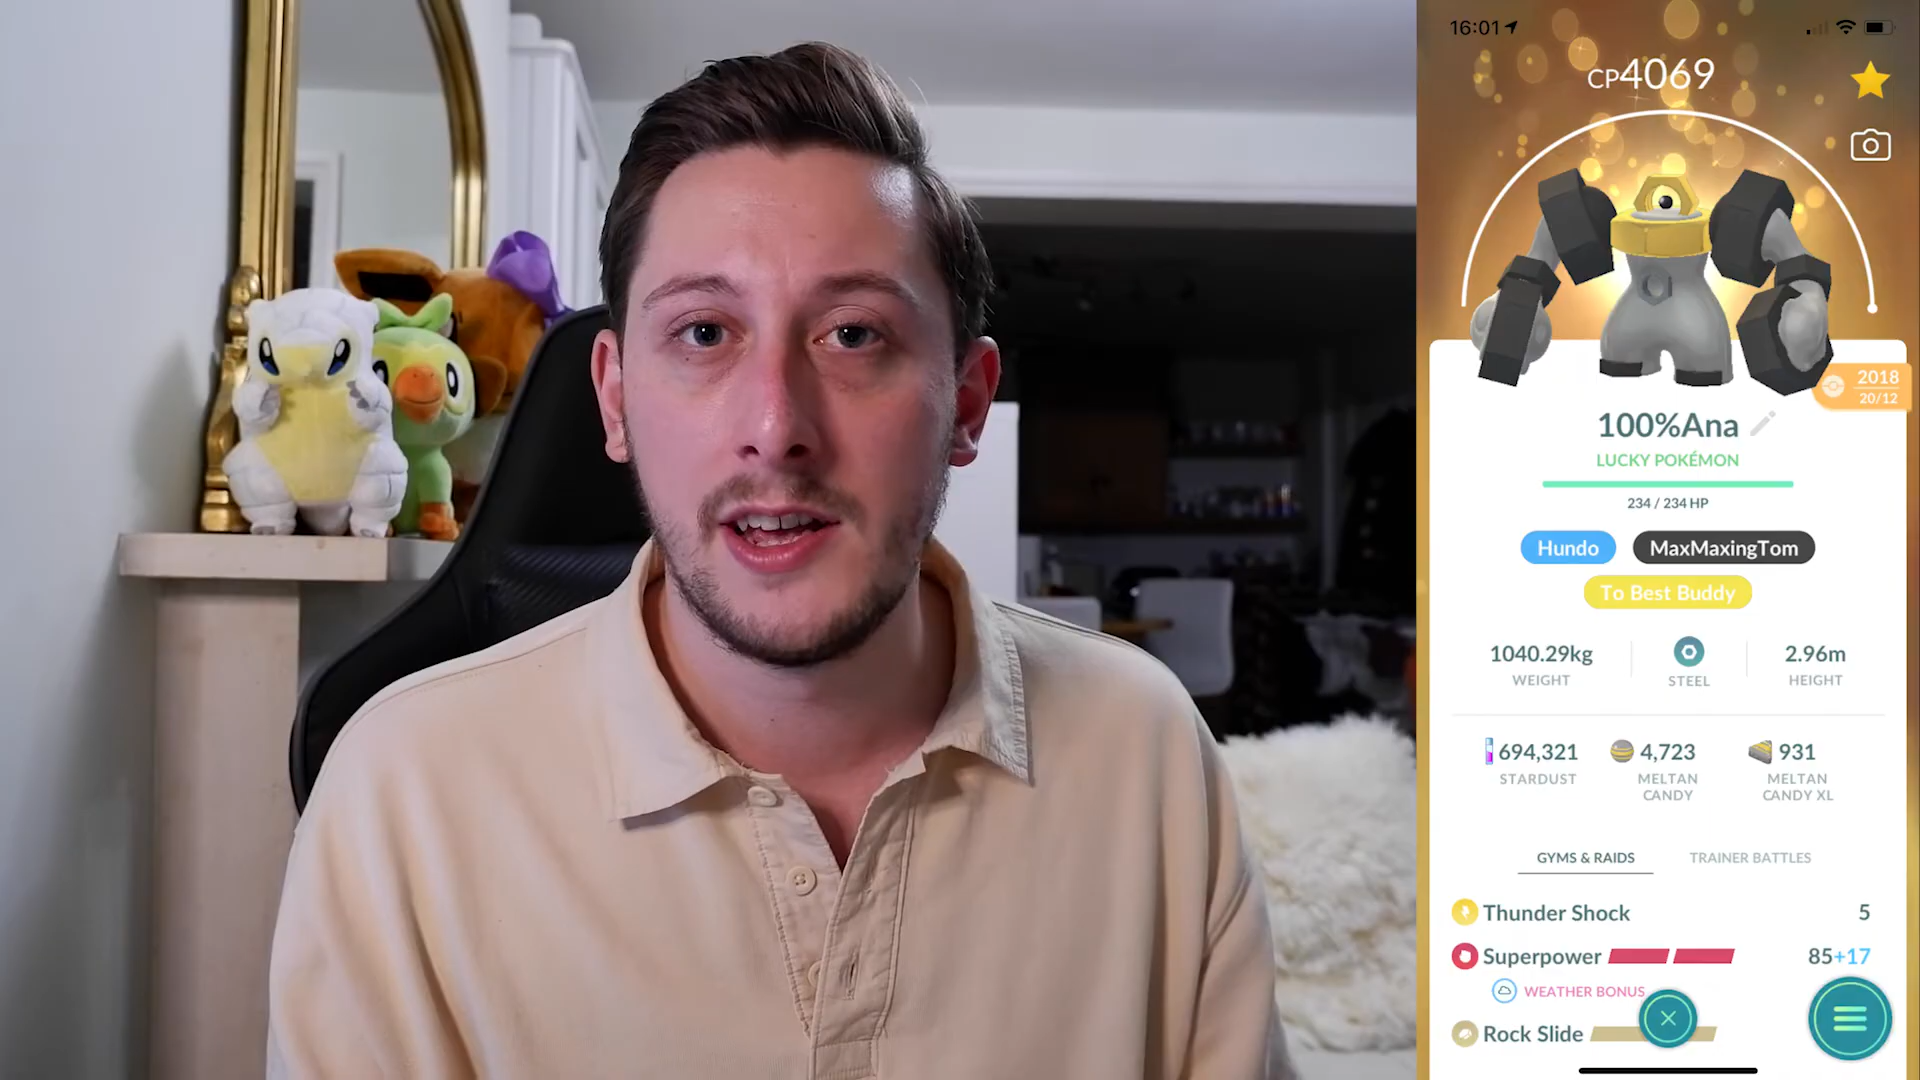 16:01
CP4069
2018
20/12
100%Ana
LUCKY POKÉMON
234 / 234 HP
Hundo
MaxMaxingTom
To Best Buddy
1040.29kg
WEIGHT
STEEL
2.96m
HEIGHT
694,321
STARDUST
4,723
MELTAN
CANDY
931
MELTAN
CANDY XL
GYMS & RAIDS
TRAINER BATTLES
Thunder Shock 5
Superpower 85+17
WEATHER BONUS
Rock Slide